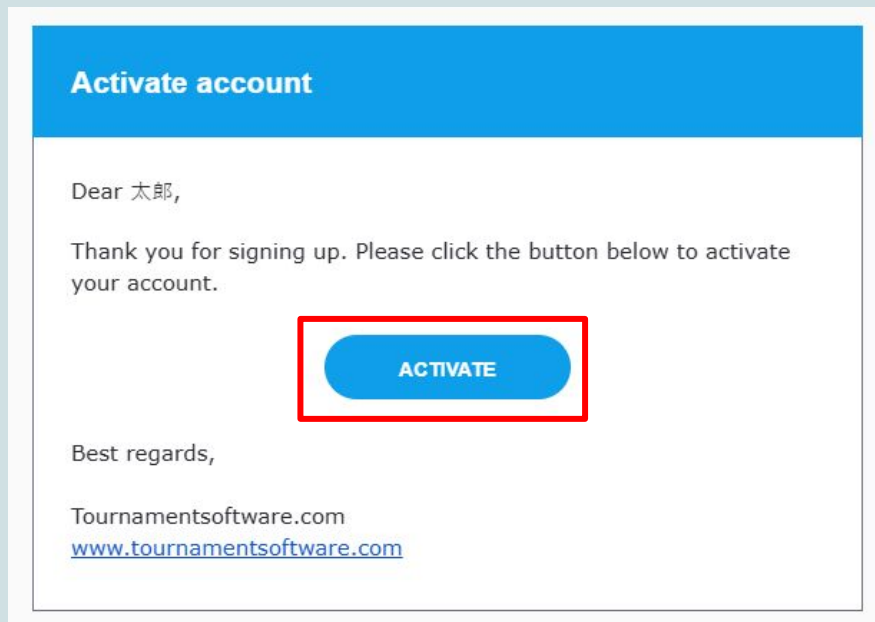 Activate account
Dear 太郎,
Thank you for signing up. Please click the button below to activate
your account.
ACTIVATE
Best regards,
Tournamentsoftware.com
www.tournamentsoftware.com